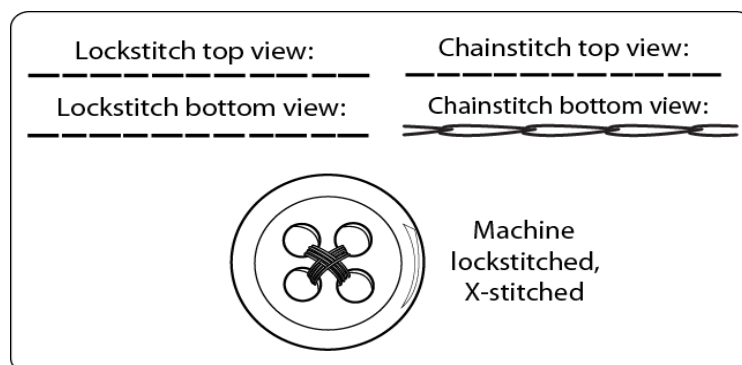 Lockstitch top view:
Chainstitch top view:
Lockstitch bottom view:
Chainstitch bottom view:
Machine
lockstitched,
X-stitched